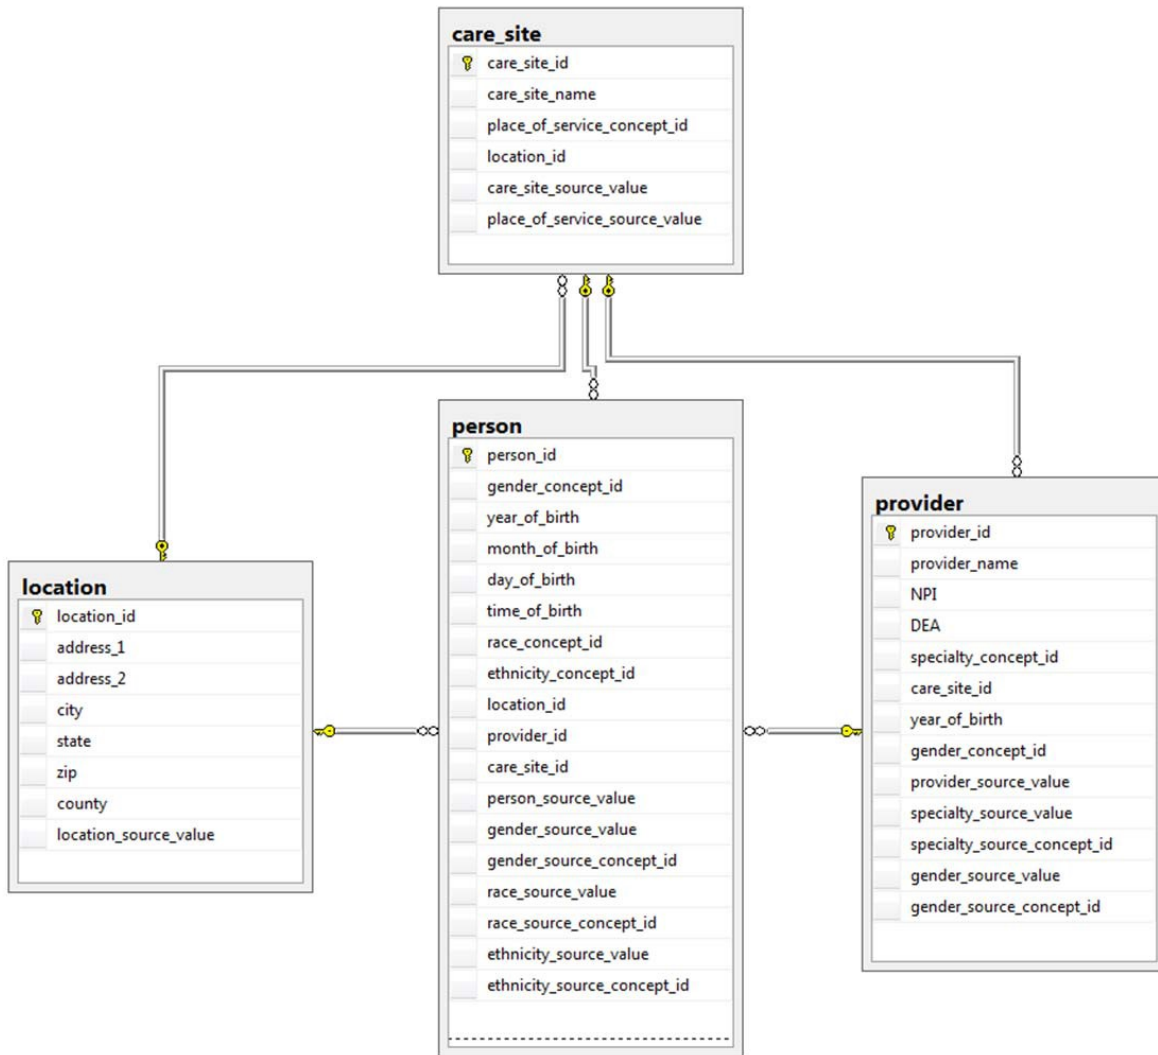 care_site
care_site_id
care_site_name
place_of_service_concept_id
location_id
care_site_source_value
place_of_service_source_value
person
person_id
gender_concept_id
year_of_birth
month_of_birth
day_of_birth
time_of_birth
race_concept_id
ethnicity_concept_id
location_id
provider_id
care_site_id
person_source_value
gender_source_value
gender_source_concept_id
race_source_value
race_source_concept_id
ethnicity_source_value
ethnicity_source_concept_id
provider
provider_id
provider_name
NPI
DEA
specialty_concept_id
care_site_id
year_of_birth
gender_concept_id
provider_source_value
specialty_source_value
specialty_source_concept_id
gender_source_value
gender_source_concept_id
location
location_id
address_1
address_2
city
state
zip
county
location_source_value